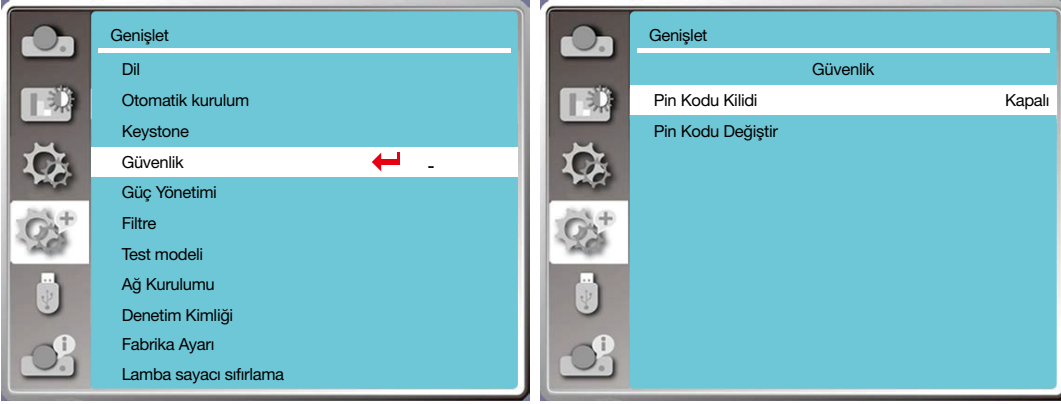 Genişlet
Dil
Otomatik kurulum
Keystone
Güvenlik -
Güç Yönetimi
Filtre
Test modeli
Ağ Kurulumu
Denetim Kimliği
Fabrika Ayarı
Lamba sayacı sıfırlama
Genişlet
Güvenlik
Pin Kodu Kilidi Kapalı
Pin Kodu Değiştir